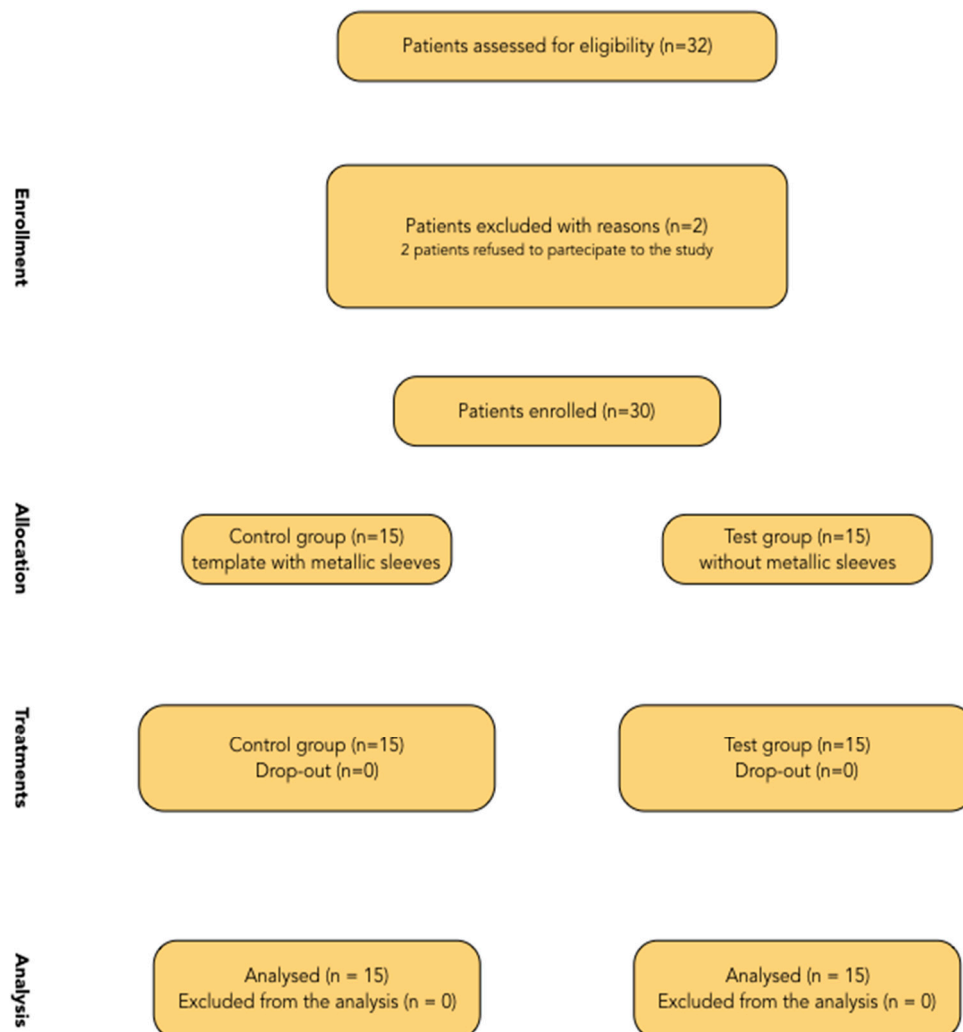 Patients assessed for eligibility (n=32)
Enrollment
Patients excluded with reasons (n=2)
2 patients refused to partecipate to the study
Patients enrolled (n=30)
Allocation
Control group (n=15)
template with metallic sleeves
Test group (n=15)
without metallic sleeves
Treatments
Control group (n=15)
Drop-out (n=0)
Test group (n=15)
Drop-out (n=0)
Analysis
Analysed (n = 15)
Excluded from the analysis (n = 0)
Analysed (n = 15)
Excluded from the analysis (n = 0)